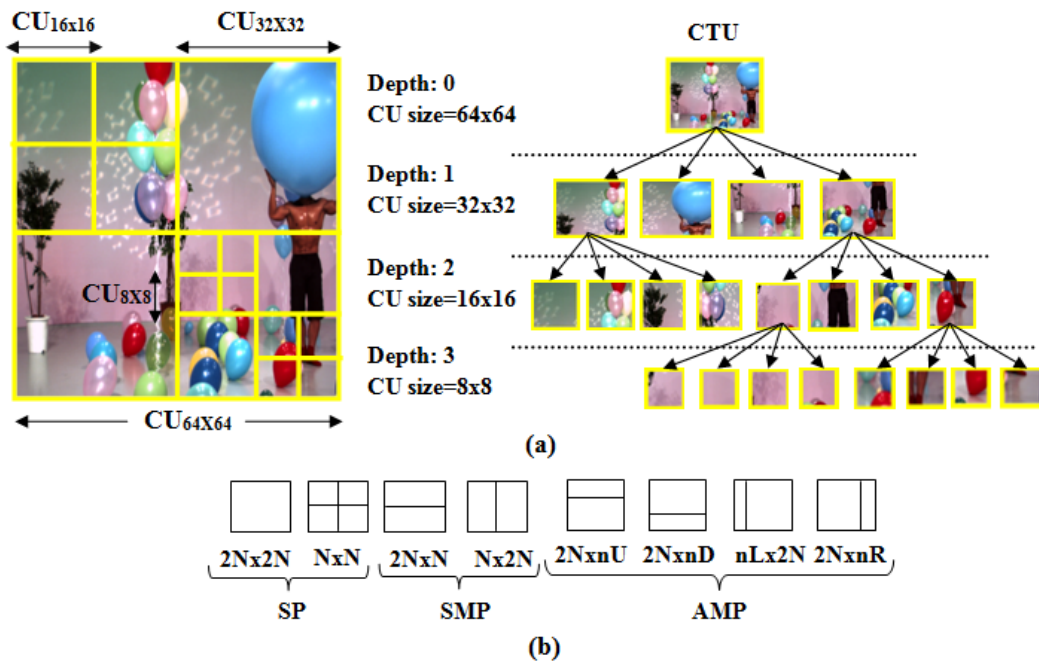 CU16x16 CU32X32
CTU
Depth: 0
CU size=64x64
Depth: 1
CU size=32x32
Depth: 2
CU size=16x16
CU8X8
Depth: 3
CU size=8x8
CU64X64
(a)
2Nx2N NxN 2NxN Nx2N 2NxnU 2NxnD nLx2N 2NxnR
SP SMP AMP
(b)